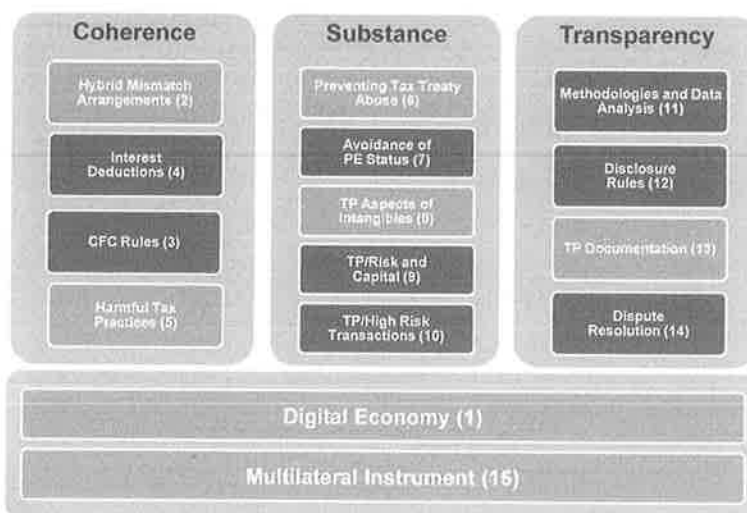 Coherence
Hybrid Mismatch
Arrangements (2)
Interest
Deductions (4)
CFC Rules (3)
Harmful Tax
Practices (5)
Substance
Preventing Tax Treaty
Abuse (6)
Avoidance of
PE Status (7)
TP Aspects of
Intangibles (8)
TP/Risk and
Capital (9)
TP/High Risk
Transactions (10)
Transparency
Methodologies and Data
Analysis (11)
Disclosure
Rules (12)
TP Documentation (13)
Dispute
Resolution (14)
Digital Economy (1)
Multilateral Instrument (15)